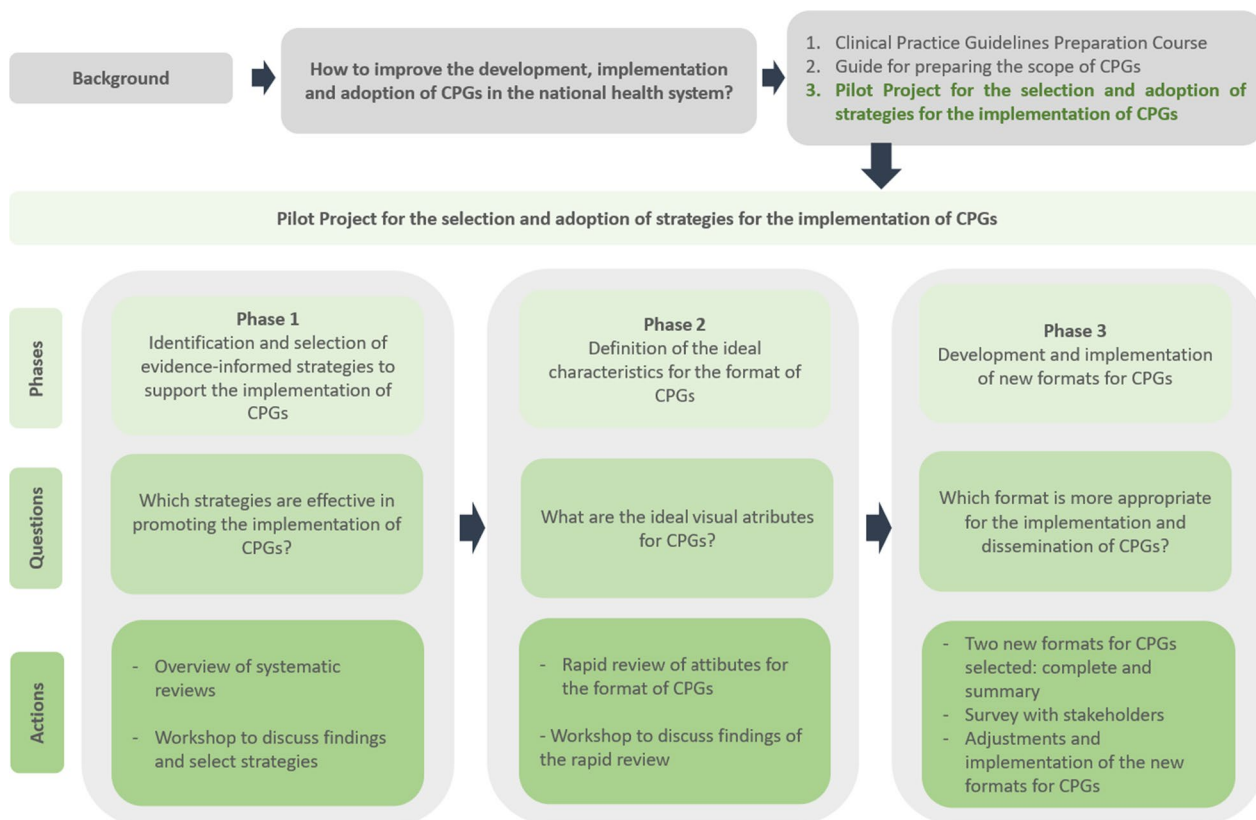 Background
How to improve the development, implementation
and adoption of CPGs in the national health system?
1. Clinical Practice Guidelines Preparation Course
2. Guide for preparing the scope of CPGs
3. Pilot Project for the selection and adoption of
strategies for the implementation of CPGs
Pilot Project for the selection and adoption of strategies for the implementation of CPGs
Phases
Phase 1
Identification and selection of
evidence-informed strategies to
support the implementation of
CPGs
Phase 2
Definition of the ideal
characteristics for the format of
CPGs
Phase 3
Development and implementation
of new formats for CPGs
Questions
Which strategies are effective in
promoting the implementation of
CPGs?
What are the ideal visual atributes
for CPGs?
Which format is more appropriate
for the implementation and
dissemination of CPGs?
Actions
- Overview of systematic
reviews
- Workshop to discuss findings
and select strategies
- Rapid review of attibutes for
the format of CPGs
- Workshop to discuss findings of
the rapid review
- Two new formats for CPGs
selected: complete and
summary
- Survey with stakeholders
- Adjustments and
implementation of the new
formats for CPGs